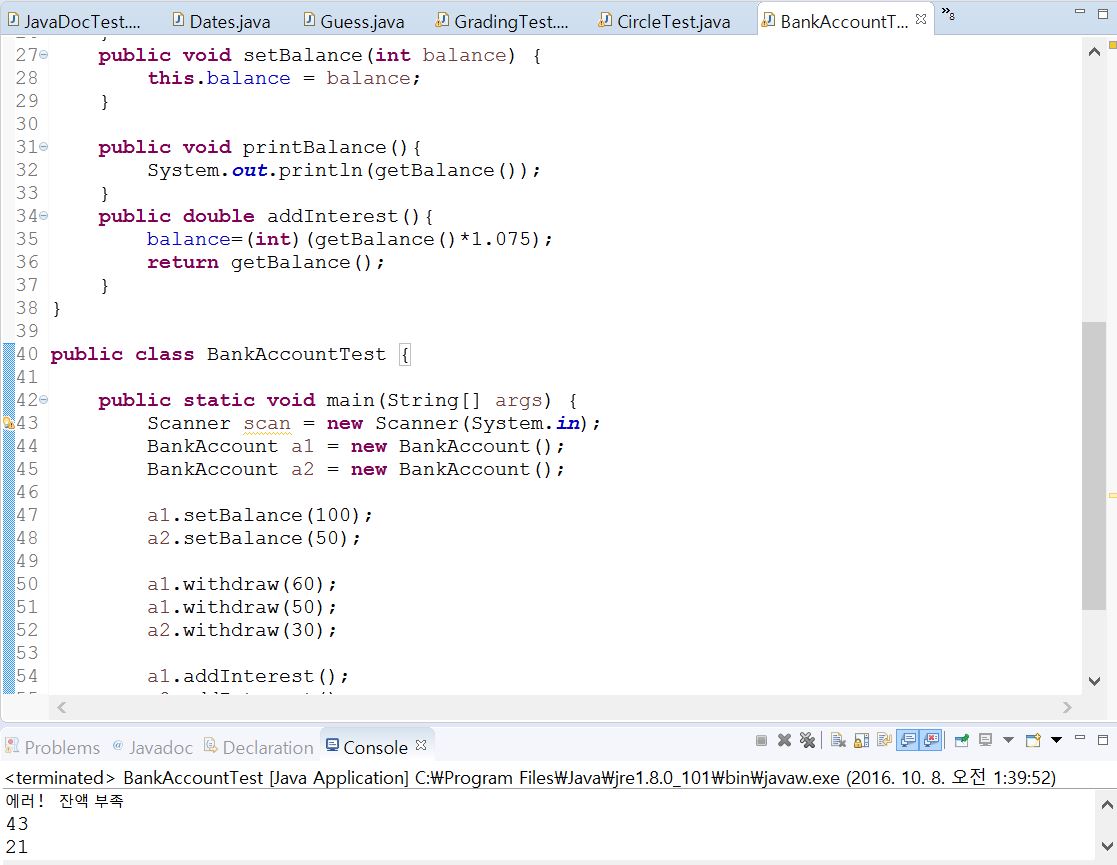 JavaDocTest....
Dates.java
Guess.java
GradingTest....
CircleTest.java
BankAccountT...
»8
27 public void setBalance(int balance) {
28 this.balance = balance;
29 }
30
31 public void printBalance(){
32 System.out.println(getBalance());
33 }
34 public double addInterest(){
35 balance=(int)(getBalance()*1.075);
36 return getBalance();
37 }
38 }
39
40 public class BankAccountTest {
41
42 public static void main(String[] args) {
43 Scanner scan = new Scanner(System.in);
44 BankAccount a1 = new BankAccount();
45 BankAccount a2 = new BankAccount();
46
47 a1.setBalance(100);
48 a2.setBalance(50);
49
50 a1.withdraw(60);
51 a1.withdraw(50);
52 a2.withdraw(30);
53
54 a1.addInterest();
Problems @ Javadoc Declaration Console
<terminated> BankAccountTest [Java Application] C:₩Program Files₩Java₩jre1.8.0_101₩bin₩javaw.exe (2016. 10. 8. 오전 1:39:52)
에러! 잔액 부족
43
21